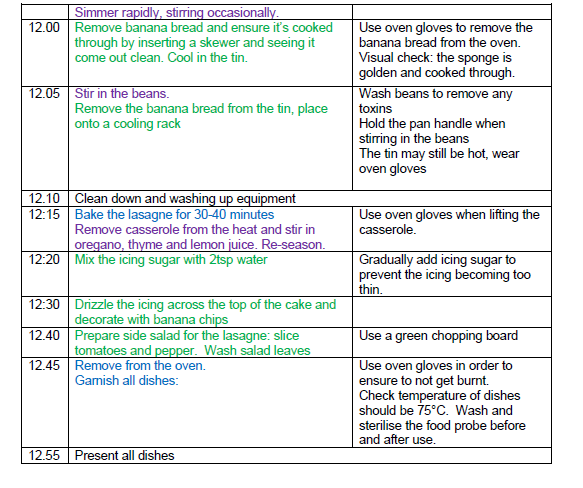 Simmer rapidly, stirring occasionally.
12.00 Remove banana bread and ensure it's cooked through by inserting a skewer and seeing it come out clean. Cool in the tin.
Use oven gloves to remove the banana bread from the oven.
Visual check: the sponge is golden and cooked through.
12.05 Stir in the beans.
Remove the banana bread from the tin, place onto a cooling rack
Wash beans to remove any toxins
Hold the pan handle when stirring in the beans
The tin may still be hot, wear oven gloves
12.10 Clean down and washing up equipment
12:15 Bake the lasagne for 30-40 minutes
Remove casserole from the heat and stir in oregano, thyme and lemon juice. Re-season.
Use oven gloves when lifting the casserole.
12:20 Mix the icing sugar with 2tsp water
Gradually add icing sugar to prevent the icing becoming too thin.
12:30 Drizzle the icing across the top of the cake and decorate with banana chips
12.40 Prepare side salad for the lasagne: slice tomatoes and pepper. Wash salad leaves
Use a green chopping board
12.45 Remove from the oven.
Garnish all dishes:
Use oven gloves in order to ensure to not get burnt.
Check temperature of dishes should be 75°C. Wash and sterilise the food probe before and after use.
12.55 Present all dishes